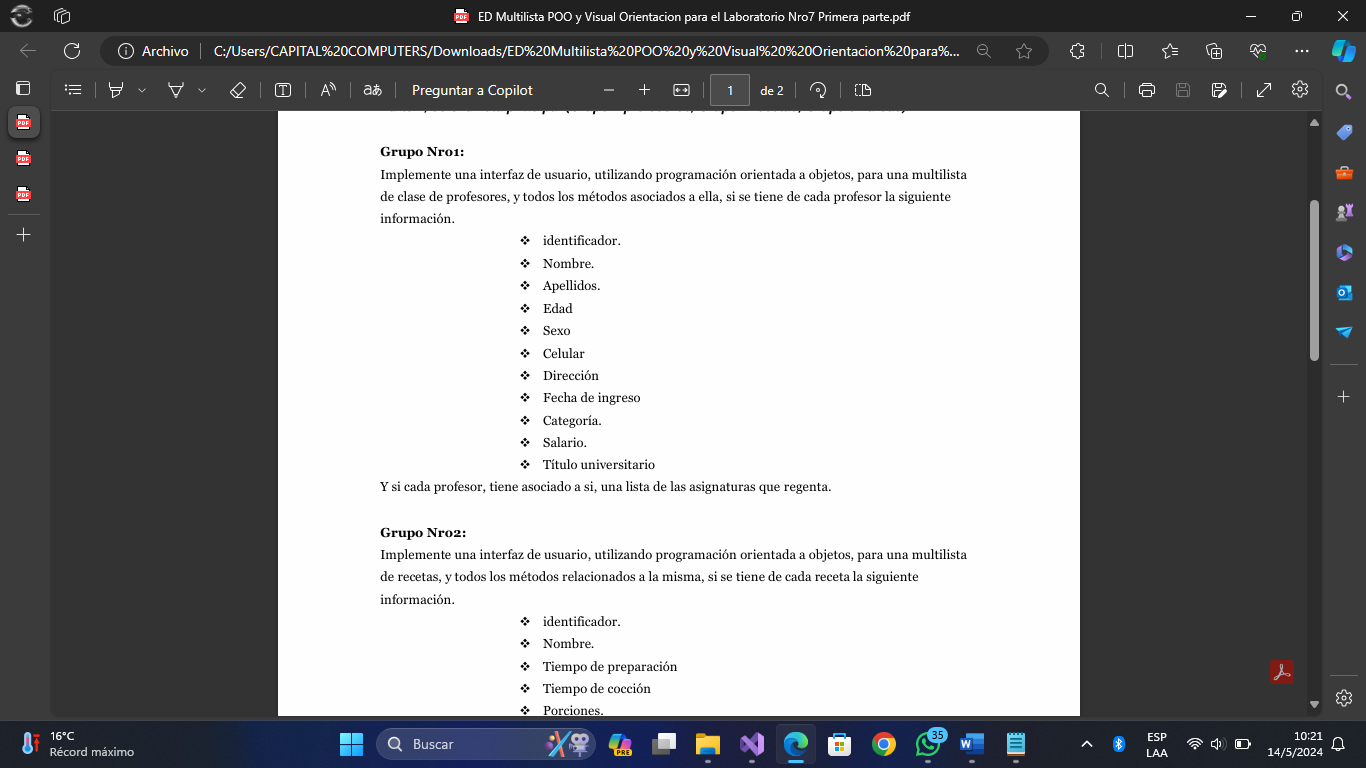 ED Multilista POO y Visual Orientacion para el Laboratorio Nro7 Primera parte.pdf
Archivo
C:/Users/CAPITAL%20COMPUTERS/Downloads/ED%20Multilista%20POO%20y%20Visual%20%20Orientacion%20para%...
Preguntar a Copilot
1
de 2
Grupo Nro1:
Implemente una interfaz de usuario, utilizando programación orientada a objetos, para una multilista
de clase de profesores, y todos los métodos asociados a ella, si se tiene de cada profesor la siguiente
información.
❖ identificador.
❖ Nombre.
❖ Apellidos.
❖ Edad
❖ Sexo
❖ Celular
❖ Dirección
❖ Fecha de ingreso
❖ Categoría.
❖ Salario.
❖ Título universitario
Y si cada profesor, tiene asociado a si, una lista de las asignaturas que regenta.
Grupo Nro2:
Implemente una interfaz de usuario, utilizando programación orientada a objetos, para una multilista
de recetas, y todos los métodos relacionados a la misma, si se tiene de cada receta la siguiente
información.
❖ identificador.
❖ Nombre.
❖ Tiempo de preparación
❖ Tiempo de cocción
❖ Porciones.
16°C
Récord máximo
Buscar
PRE
35
ESP
LAA
10:21
14/5/2024